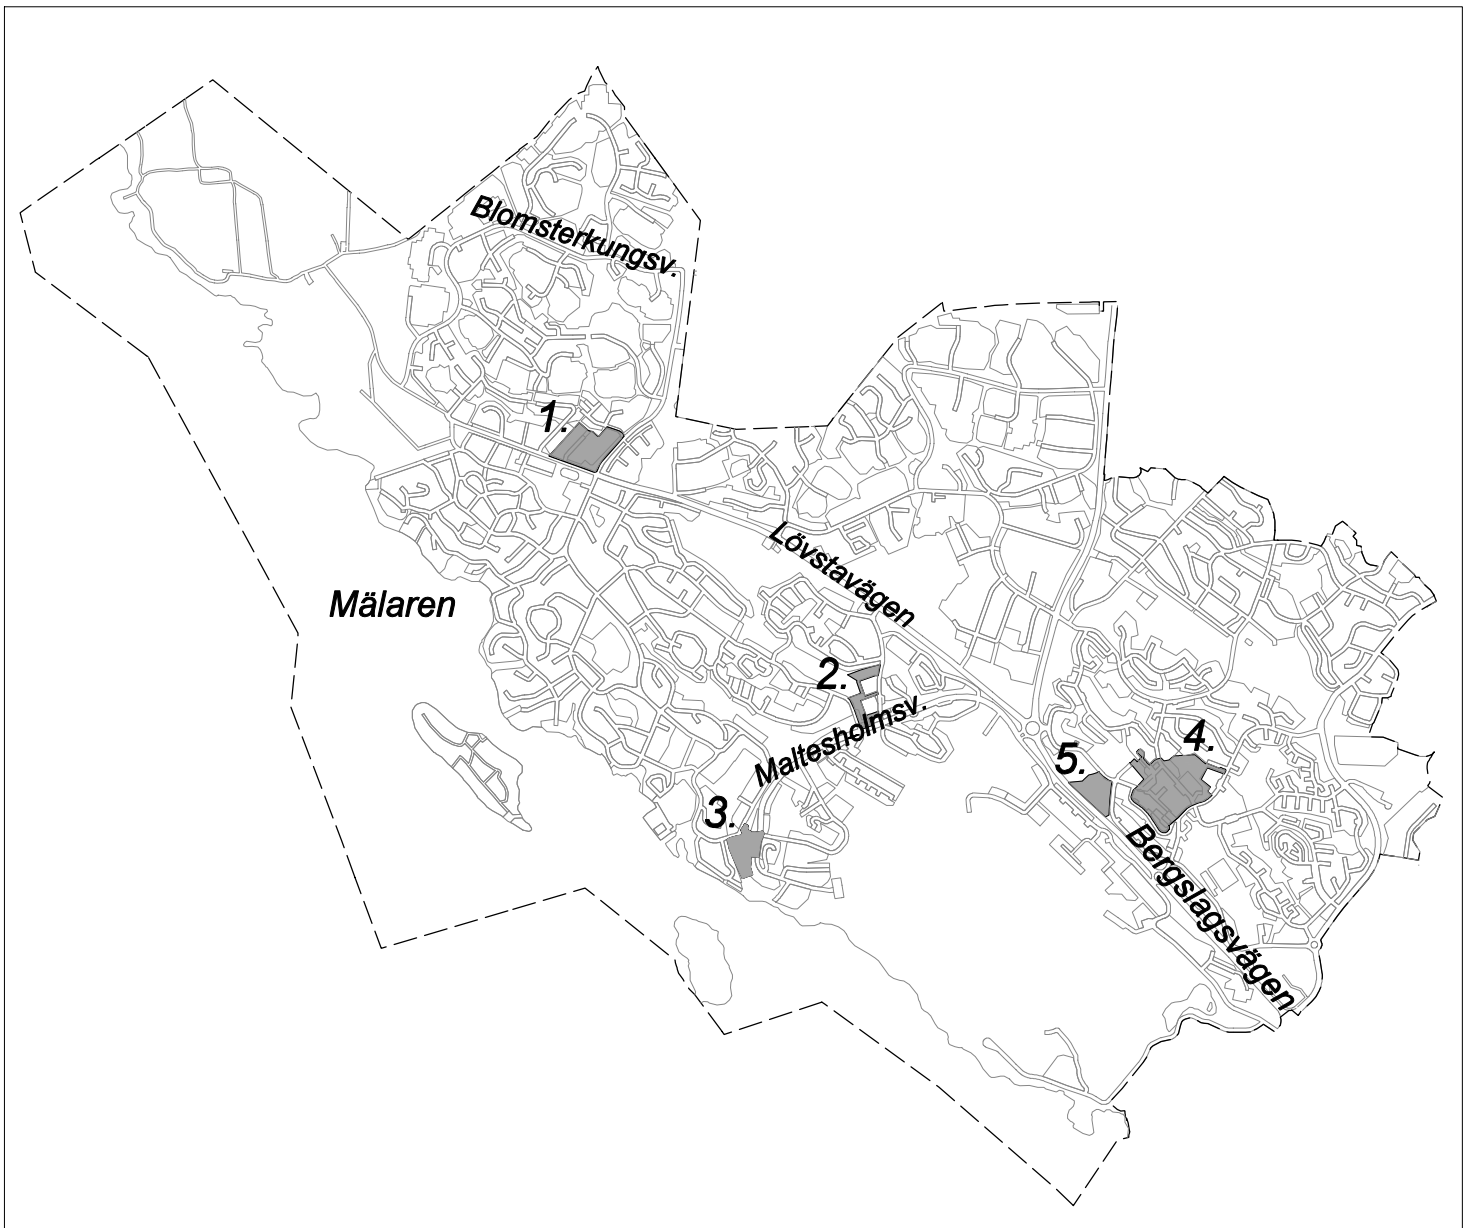 Blomsterkungsv.
1.
Lövstavägen
Mälaren
2.
Maltesholmsv.
4.
5.
3.
Bergslagsvägen